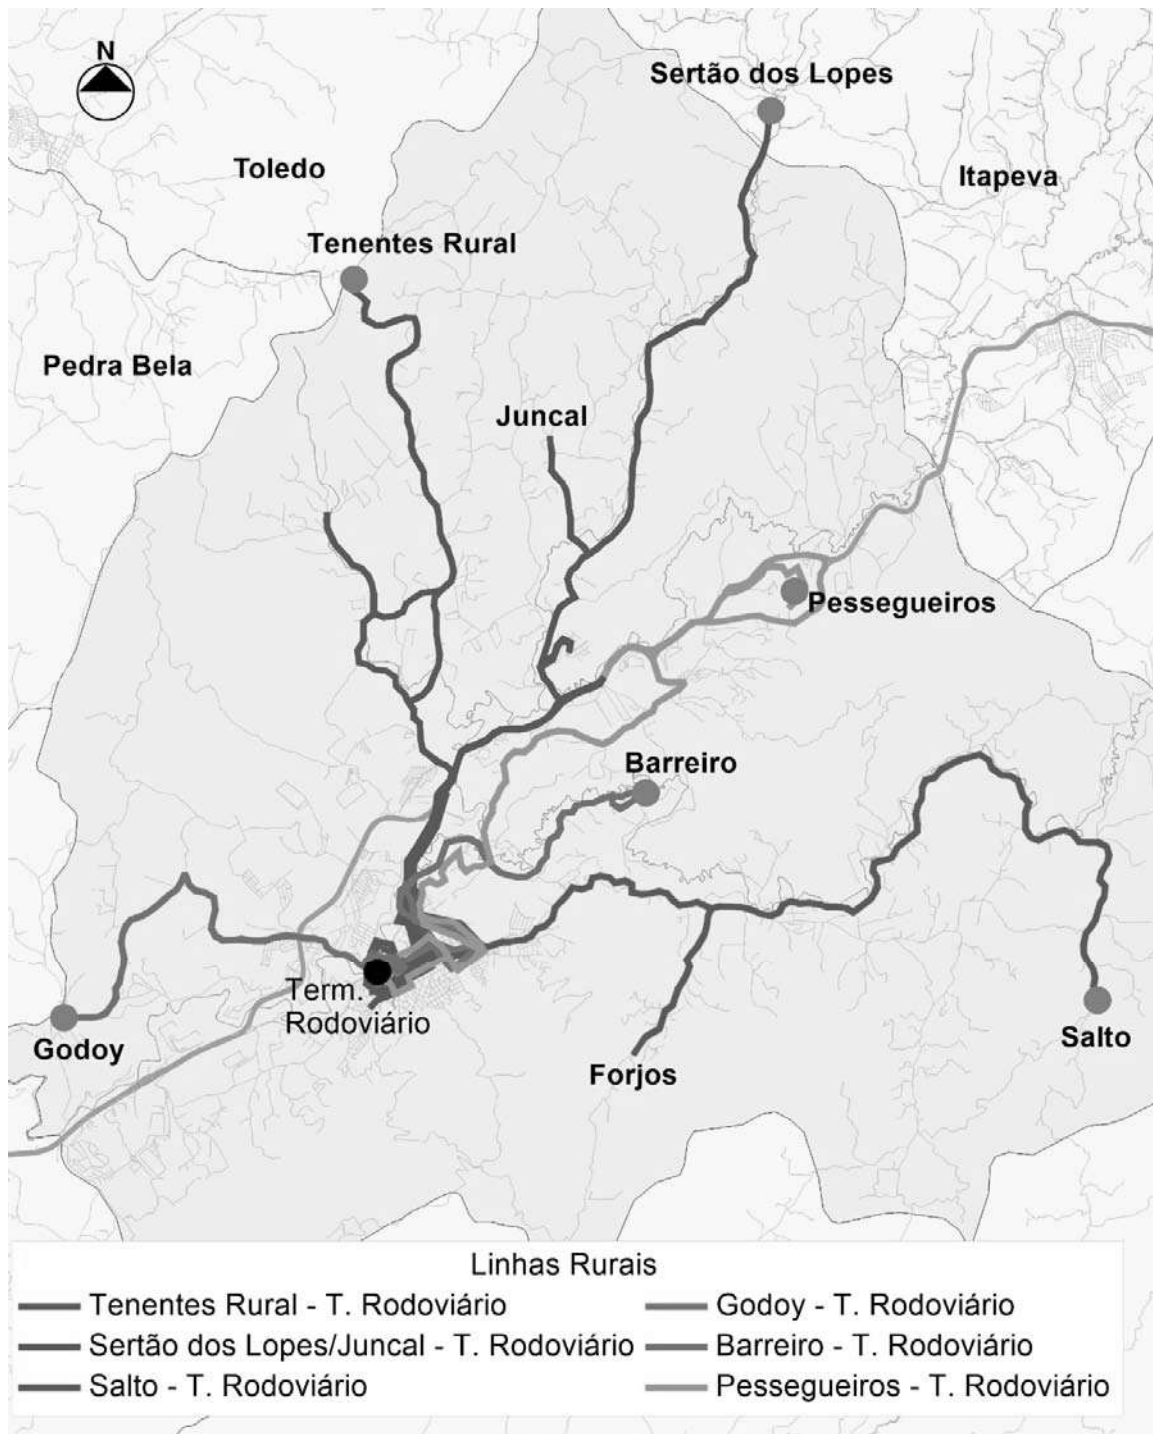 N
Sertão dos Lopes
Toledo
Itapeva
Tenentes Rural
Pedra Bela
Juncal
Pessegueiros
Barreiro
Term.
Rodoviário
Godoy
Salto
Forjos
Linhas Rurais
Tenentes Rural - T. Rodoviário
Godoy - T. Rodoviário
Sertão dos Lopes/Juncal - T. Rodoviário
Barreiro - T. Rodoviário
Salto - T. Rodoviário
Pessegueiros - T. Rodoviário